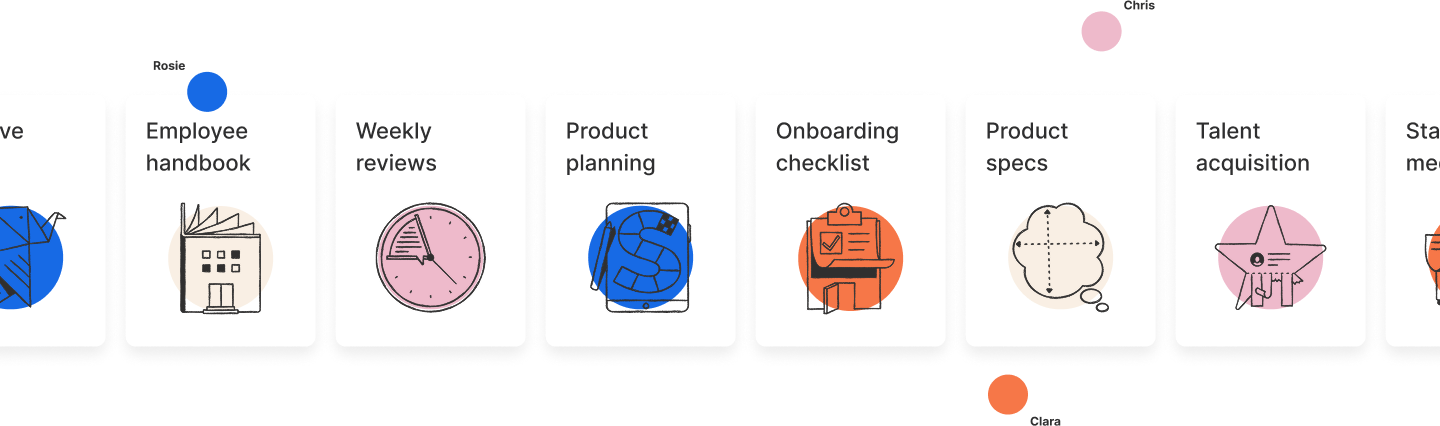 Chris
Rosie
ve
Employee
handbook
Weekly
reviews
Product
planning
Onboarding
checklist
Product
specs
Talent
acquisition
Sta
me
Clara